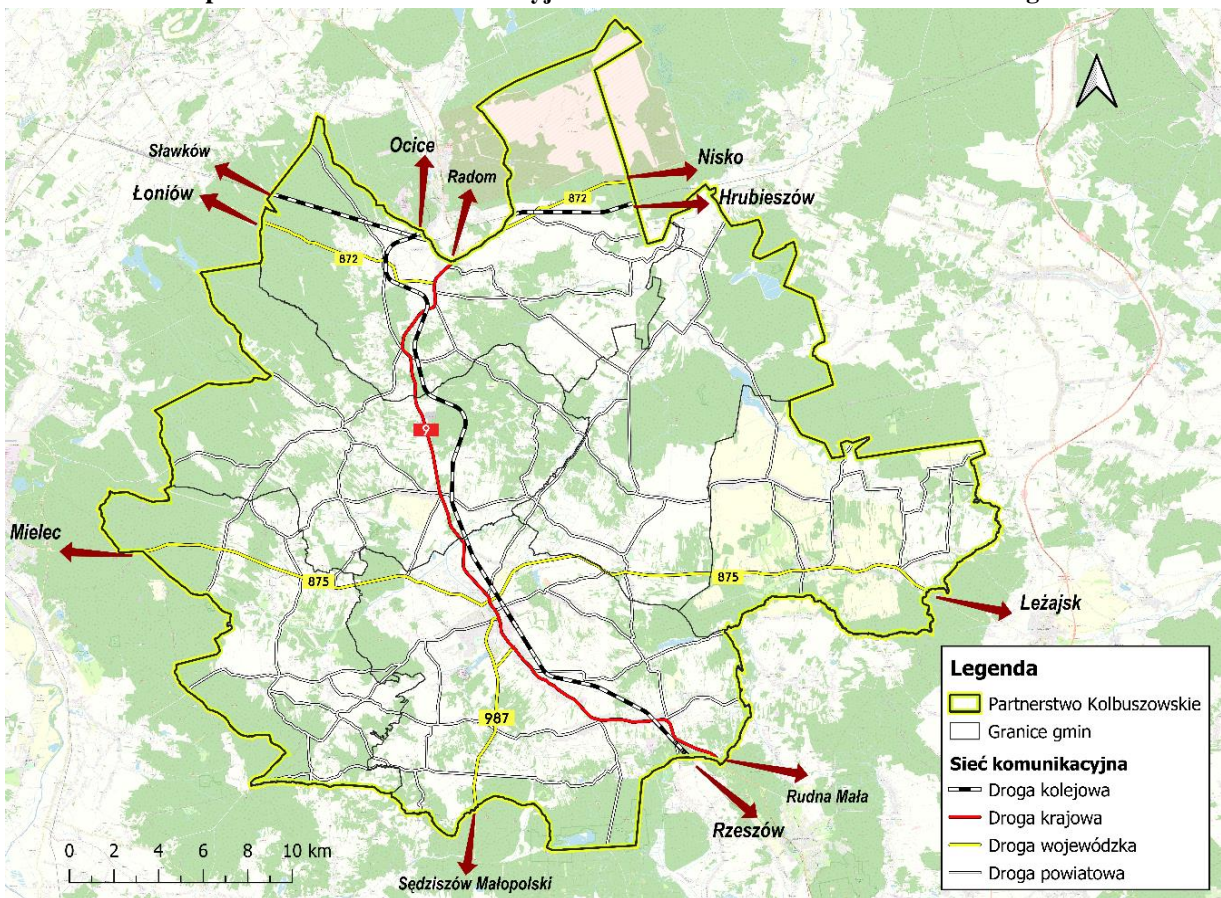 Sławków
Ocice
Radom
Nisko
Łoniów
872
Hrubieszów
872
9
Mielec
875
875
Leżajsk
987
Rudna Mała
Rzeszów
Sędziszów Małopolski
0 2 4 6 8 10 km
Legenda
Partnerstwo Kolbuszowskie
Granice gmin
Sieć komunikacyjna
Droga kolejowa
Droga krajowa
Droga wojewódzka
Droga powiatowa